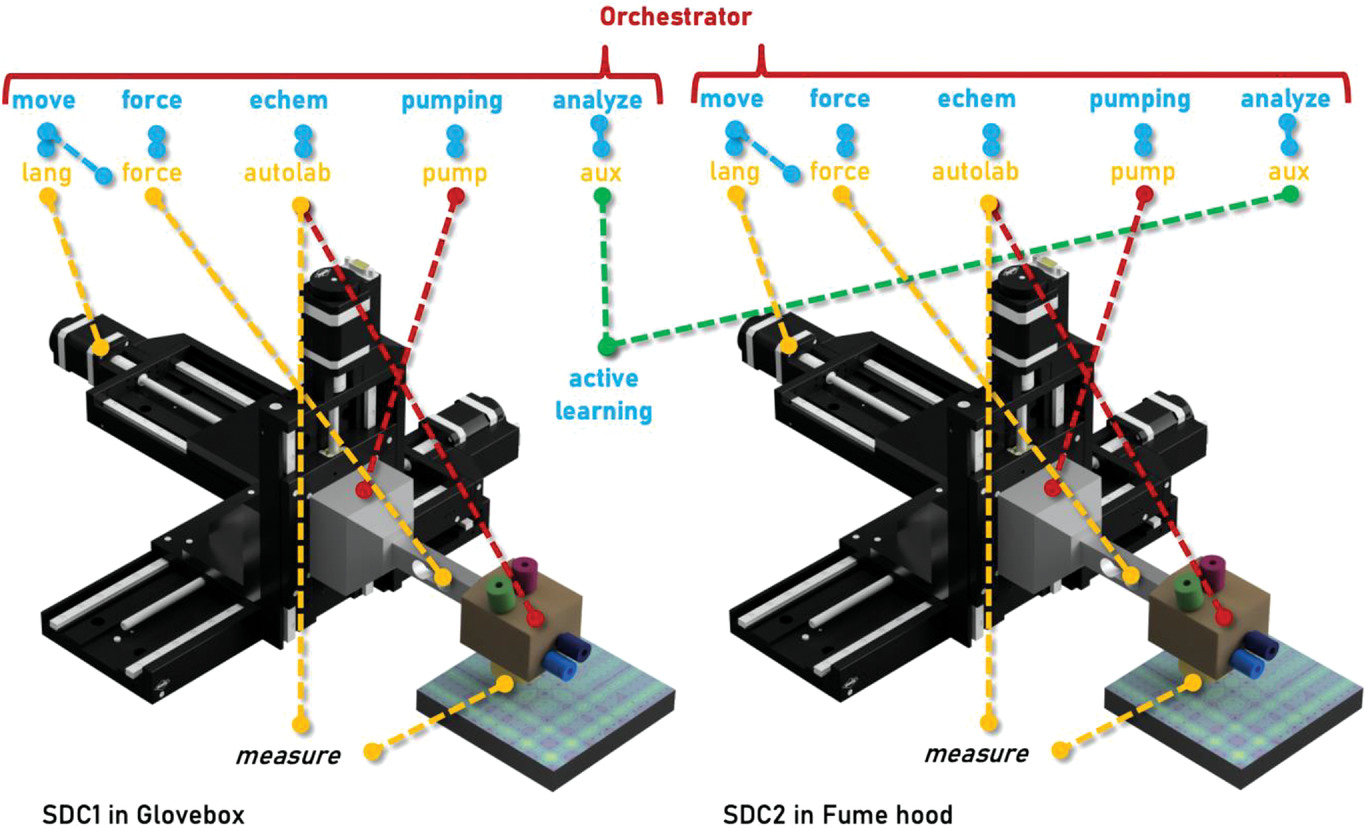 Orchestrator
move force echem pumping analyze move force echem pumping analyze
lang force autolab pump aux lang force autolab pump aux
active
learning
measure measure
SDC1 in Glovebox SDC2 in Fume hood